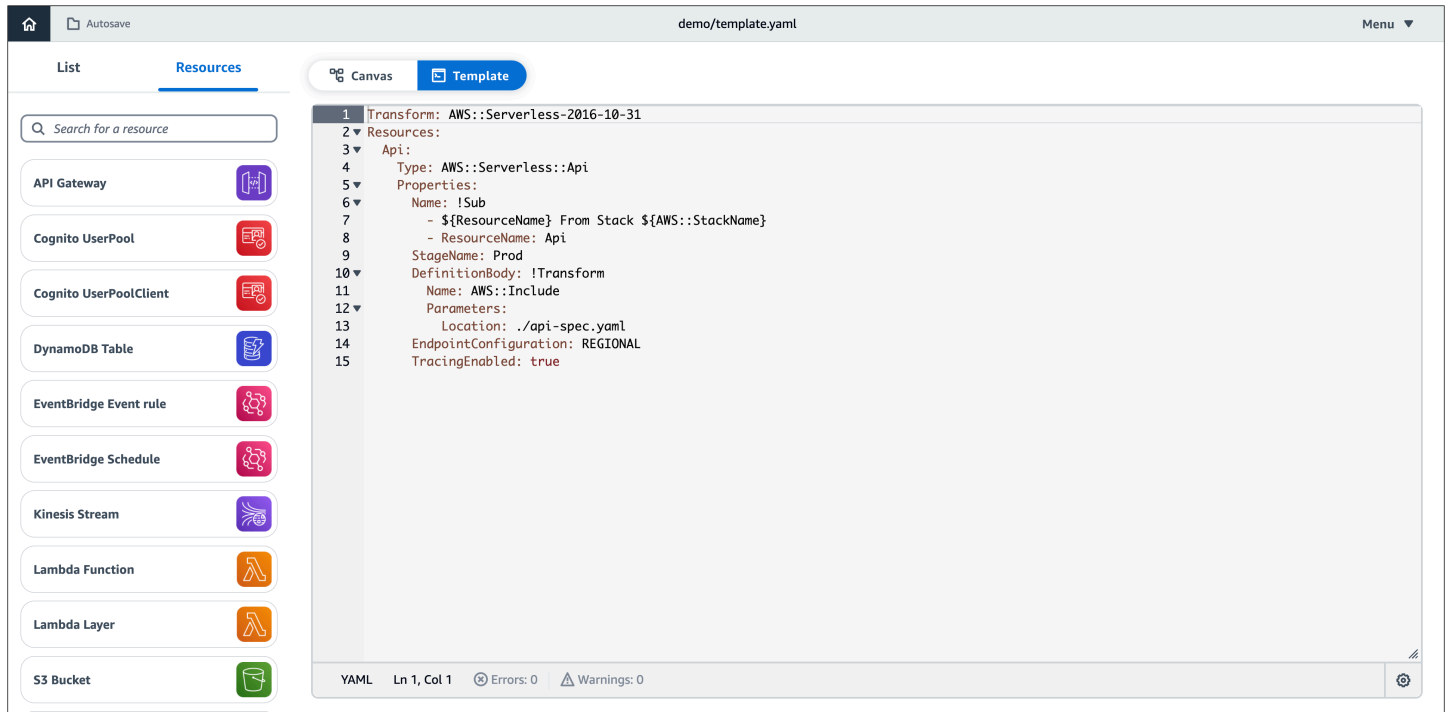 Autosave
demo/template.yaml
Menu
List
Resources
Search for a resource
API Gateway
Cognito UserPool
Cognito UserPoolClient
DynamoDB Table
EventBridge Event rule
EventBridge Schedule
Kinesis Stream
Lambda Function
Lambda Layer
S3 Bucket
Canvas
Template
1 Transform: AWS::Serverless-2016-10-31
2 Resources:
3   Api:
4     Type: AWS::Serverless::Api
5     Properties:
6       Name: !Sub
7         - ${ResourceName} From Stack ${AWS::StackName}
8         - ResourceName: Api
9       StageName: Prod
10       DefinitionBody: !Transform
11         Name: AWS::Include
12         Parameters:
13           Location: ./api-spec.yaml
14       EndpointConfiguration: REGIONAL
15       TracingEnabled: true
YAML Ln 1, Col 1 Errors: 0 Warnings: 0